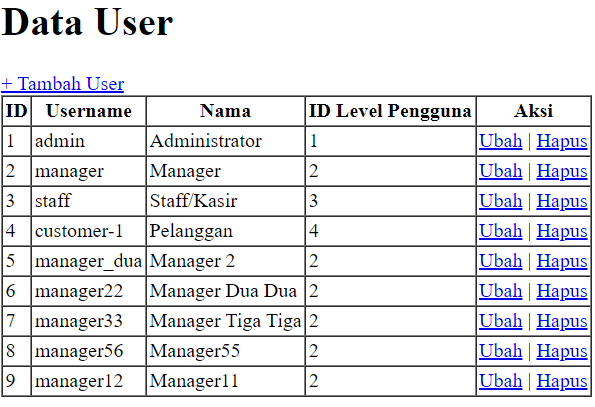 Data User
+ Tambah User
ID Username Nama ID Level Pengguna Aksi
1 admin Administrator 1 Ubah | Hapus
2 manager Manager 2 Ubah | Hapus
3 staff Staff/Kasir 3 Ubah | Hapus
4 customer-1 Pelanggan 4 Ubah | Hapus
5 manager_dua Manager 2 2 Ubah | Hapus
6 manager22 Manager Dua Dua 2 Ubah | Hapus
7 manager33 Manager Tiga Tiga 2 Ubah | Hapus
8 manager56 Manager55 2 Ubah | Hapus
9 manager12 Manager11 2 Ubah | Hapus